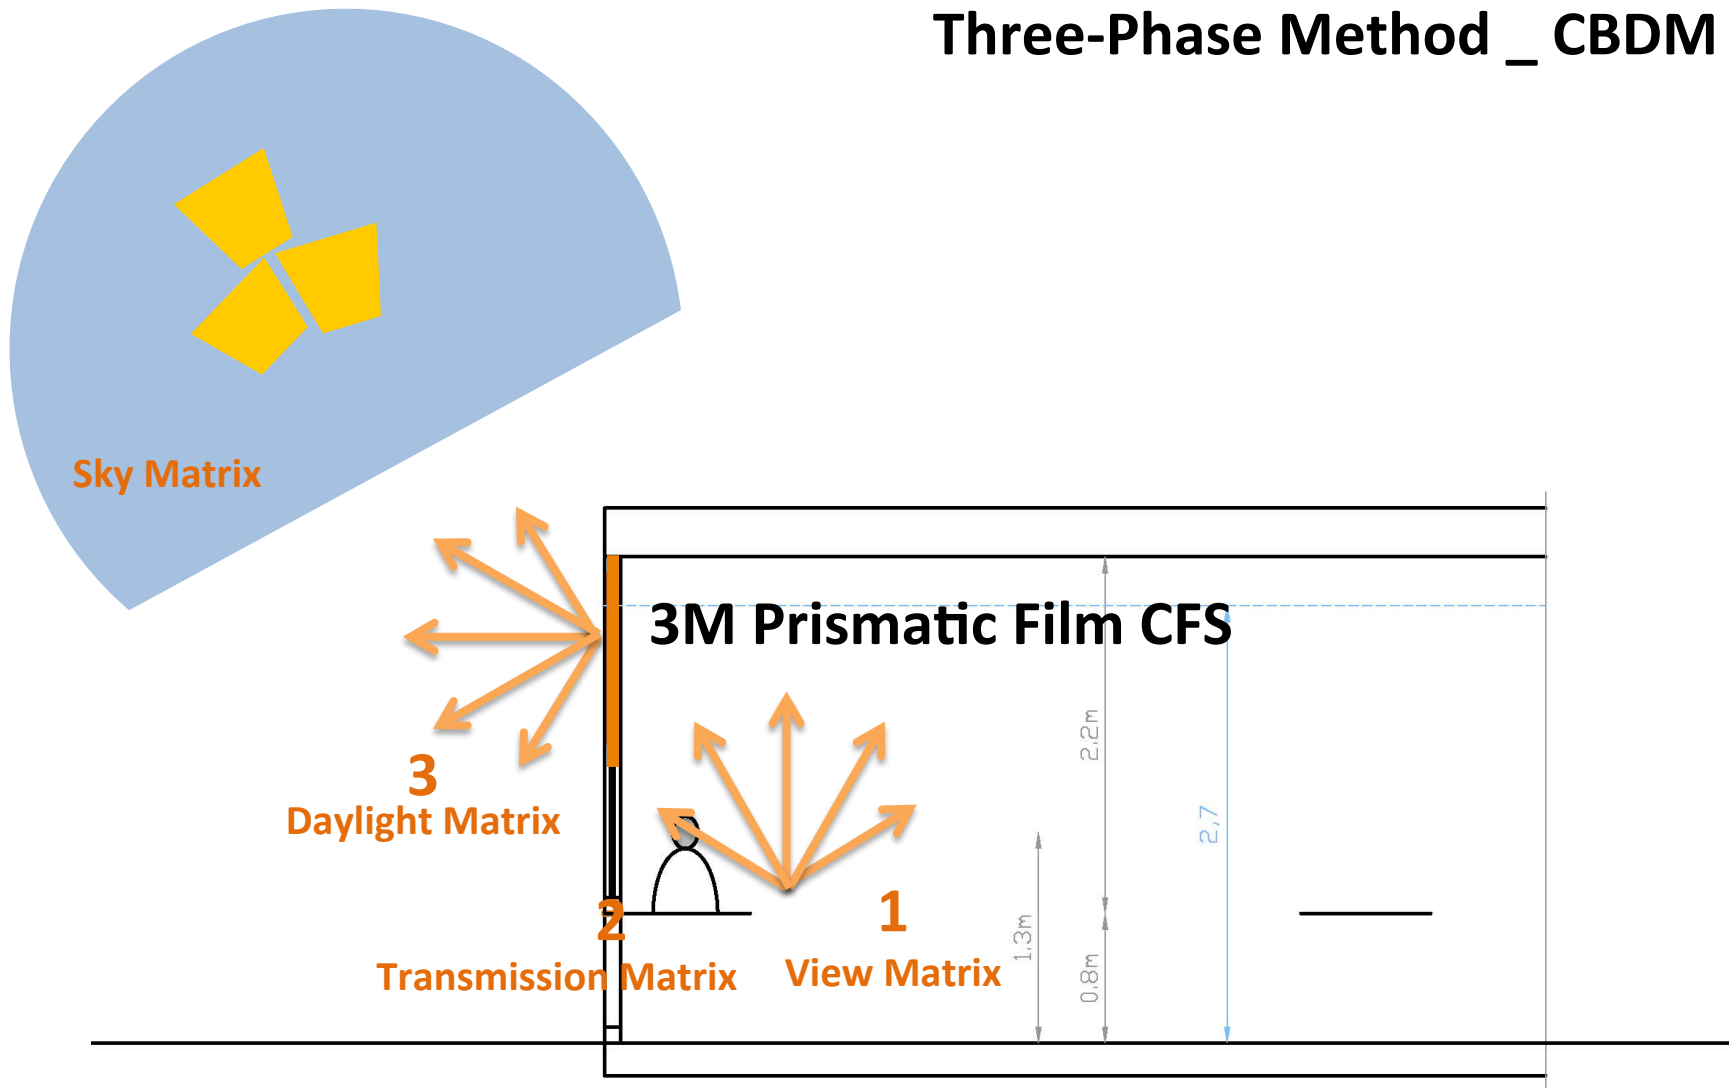 Three-Phase Method _ CBDM
Sky Matrix
3M Prismatic Film CFS
2.2m
3
Daylight Matrix
2,7
2
1
1.3m
Transmission Matrix
View Matrix
0.8m